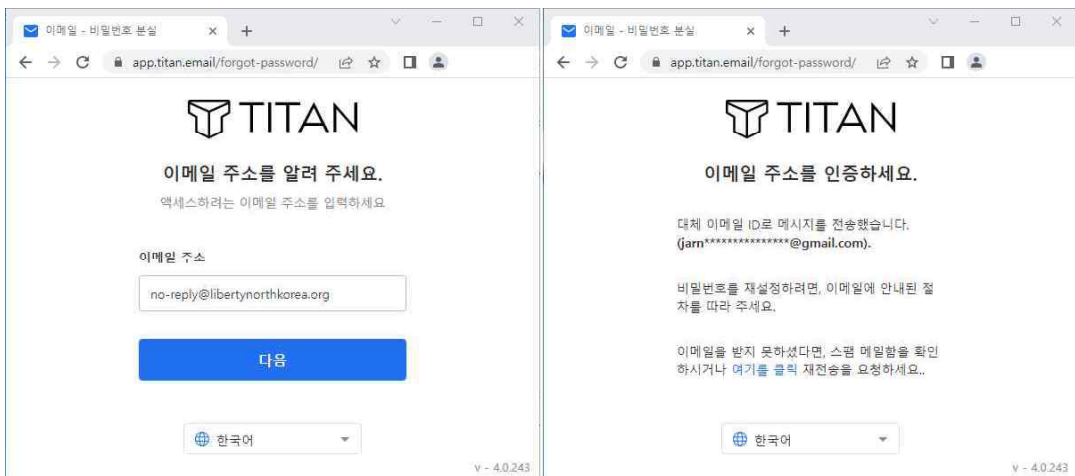 이메일 - 비밀번호 분실
app.titan.email/forgot-password/
TITAN
이메일 주소를 알려 주세요.
액세스하려는 이메일 주소를 입력하세요
이메일 주소
no-reply@libertynorthkorea.org
다음
한국어
v - 4.0.243
이메일 - 비밀번호 분실
app.titan.email/forgot-password/
TITAN
이메일 주소를 인증하세요.
대체 이메일 ID로 메시지를 전송했습니다.
(jarn***************@gmail.com).
비밀번호를 재설정하려면, 이메일에 안내된 절
차를 따라 주세요.
이메일을 받지 못하셨다면, 스팸 메일함을 확인
하시거나 여기를 클릭 재전송을 요청하세요..
한국어
v - 4.0.243